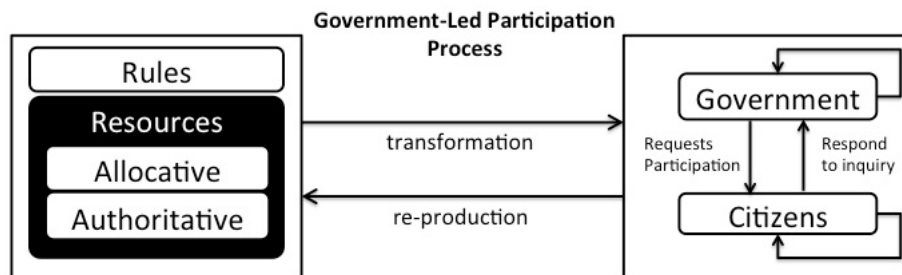 Government-Led Participation
Process
Rules
Resources
Allocative
Authoritative
transformation
re-production
Government
Requests
Participation
Respond
to inquiry
Citizens